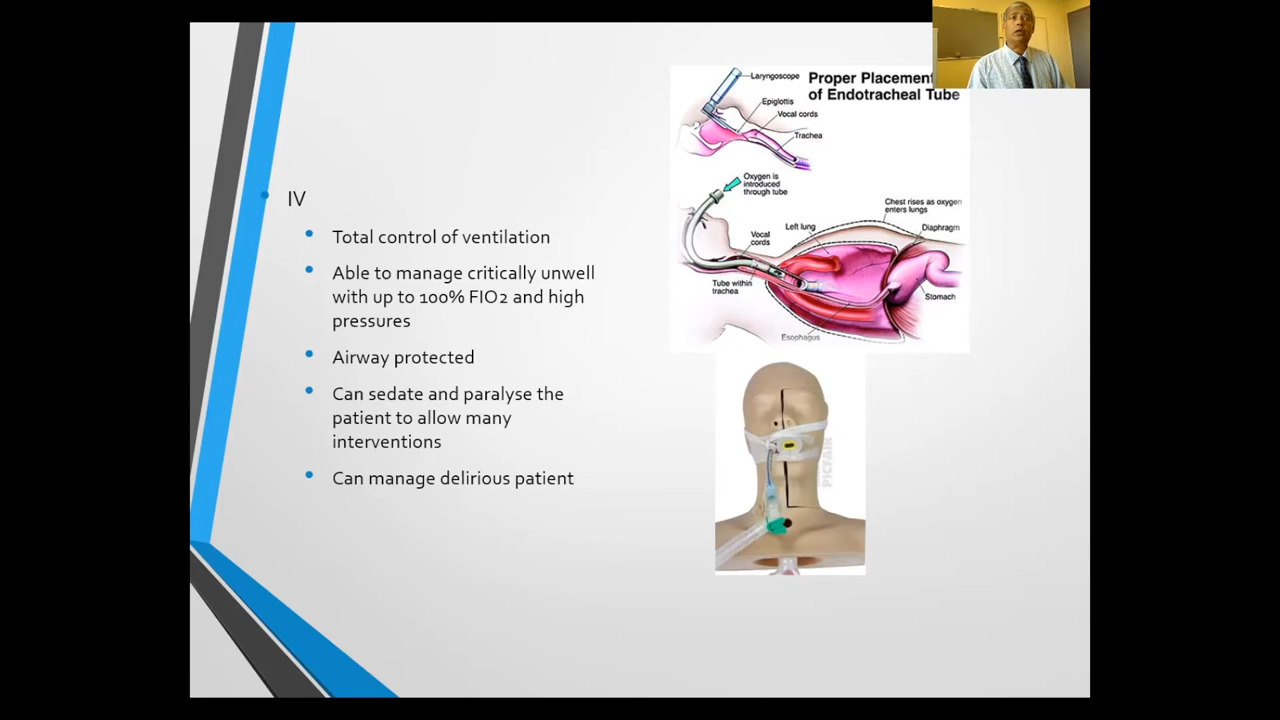 IV
Total control of ventilation
Able to manage critically unwell
with up to 100% FIO2 and high
pressures
Airway protected
Can sedate and paralyse the
patient to allow many
interventions
Can manage delirious patient
Proper Placement
of Endotracheal Tube
Laryngoscope
Epiglottis
Vocal cords
Trachea
Oxygen is
introduced
through tube
Chest rises as oxygen
enters lungs
Left lung
Diaphragm
Vocal
cords
Tube within
trachea
Stomach
Esophagus
PICFAIR